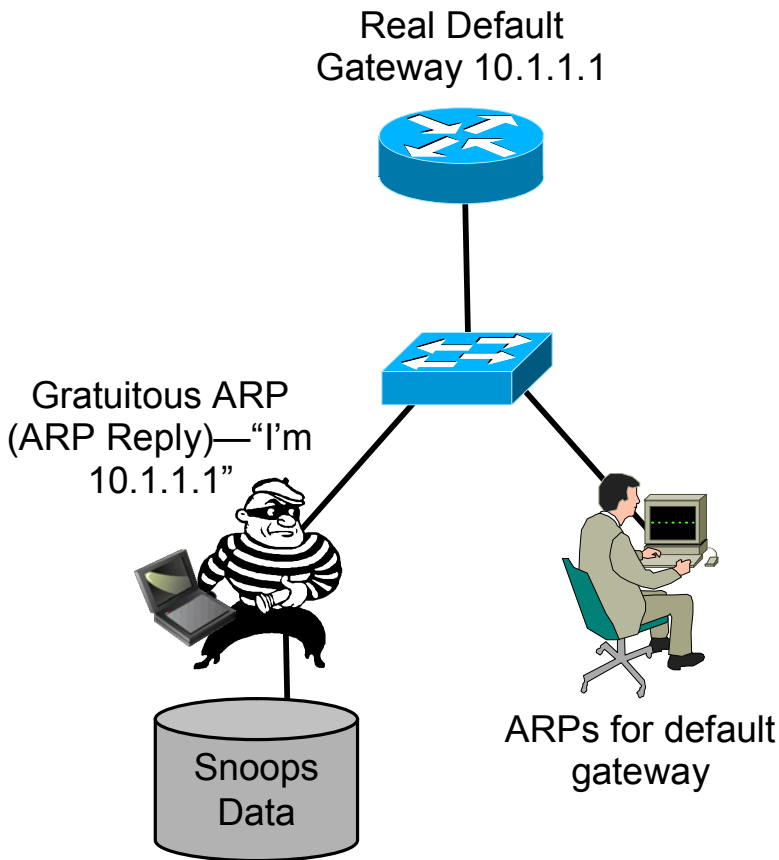 Real Default
Gateway 10.1.1.1
Gratuitous ARP
(ARP Reply)—“I’m
10.1.1.1”
Snoops
Data
ARPs for default
gateway